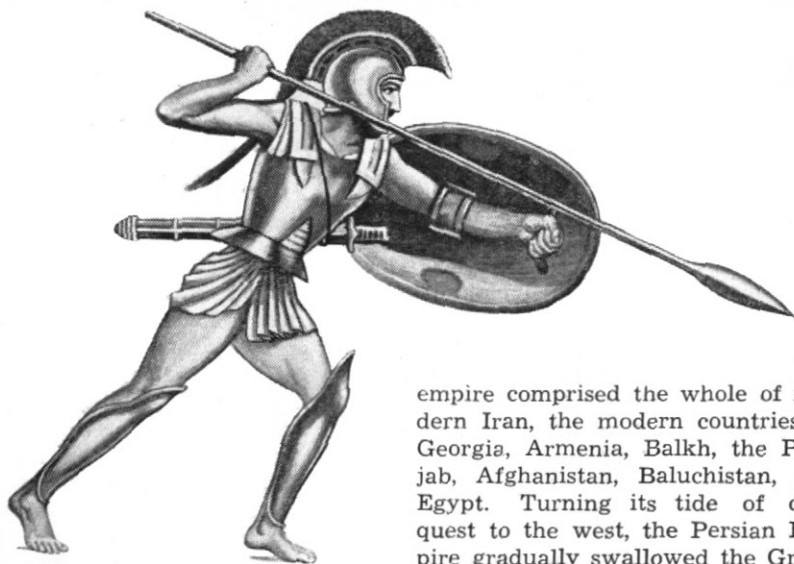 empire comprised the whole of
dern Iran, the modern countries
Georgia, Armenia, Balkh, the
jab, Afghanistan, Baluchistan,
Egypt. Turning its tide of
quest to the west, the Persian
pire gradually swallowed the